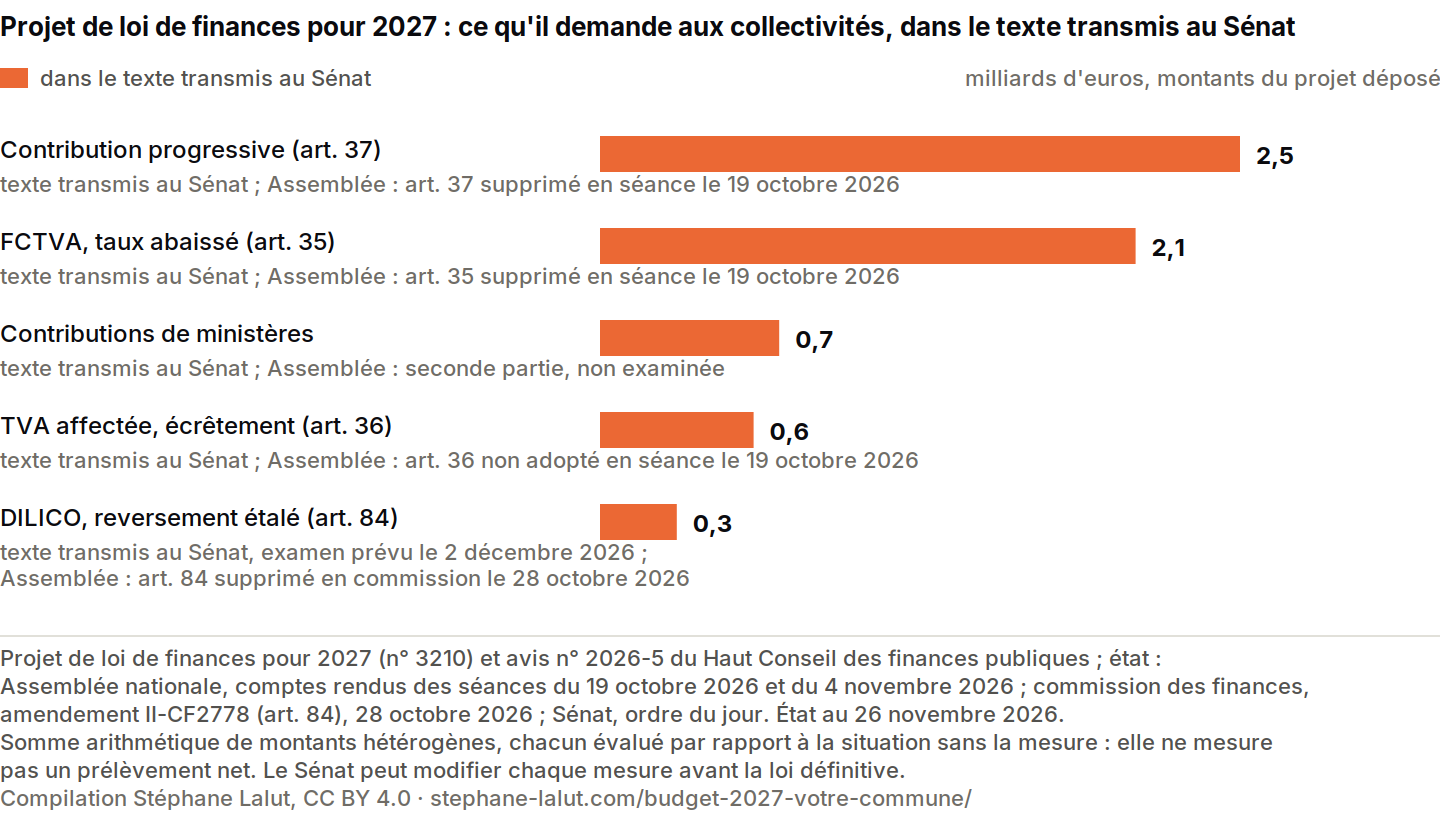 Projet de loi de finances pour 2027 : ce qu'il demande aux collectivités, dans le texte transmis au Sénat
dans le texte transmis au Sénat
milliards d'euros, montants du projet déposé
Contribution progressive (art. 37)
2,5
texte transmis au Sénat ; Assemblée : art. 37 supprimé en séance le 19 octobre 2026
FCTVA, taux abaissé (art. 35)
2,1
texte transmis au Sénat ; Assemblée : art. 35 supprimé en séance le 19 octobre 2026
Contributions de ministères
0,7
texte transmis au Sénat ; Assemblée : seconde partie, non examinée
TVA affectée, écrêtement (art. 36)
0,6
texte transmis au Sénat ; Assemblée : art. 36 non adopté en séance le 19 octobre 2026
DILICO, reversement étalé (art. 84)
0,3
texte transmis au Sénat, examen prévu le 2 décembre 2026 ;
Assemblée : art. 84 supprimé en commission le 28 octobre 2026
Projet de loi de finances pour 2027 (n° 3210) et avis n° 2026-5 du Haut Conseil des finances publiques ; état :
Assemblée nationale, comptes rendus des séances du 19 octobre 2026 et du 4 novembre 2026 ; commission des finances,
amendement II-CF2778 (art. 84), 28 octobre 2026 ; Sénat, ordre du jour. État au 26 novembre 2026.
Somme arithmétique de montants hétérogènes, chacun évalué par rapport à la situation sans la mesure : elle ne mesure
pas un prélèvement net. Le Sénat peut modifier chaque mesure avant la loi définitive.
Compilation Stéphane Lalut, CC BY 4.0 · stephane-lalut.com/budget-2027-votre-commune/